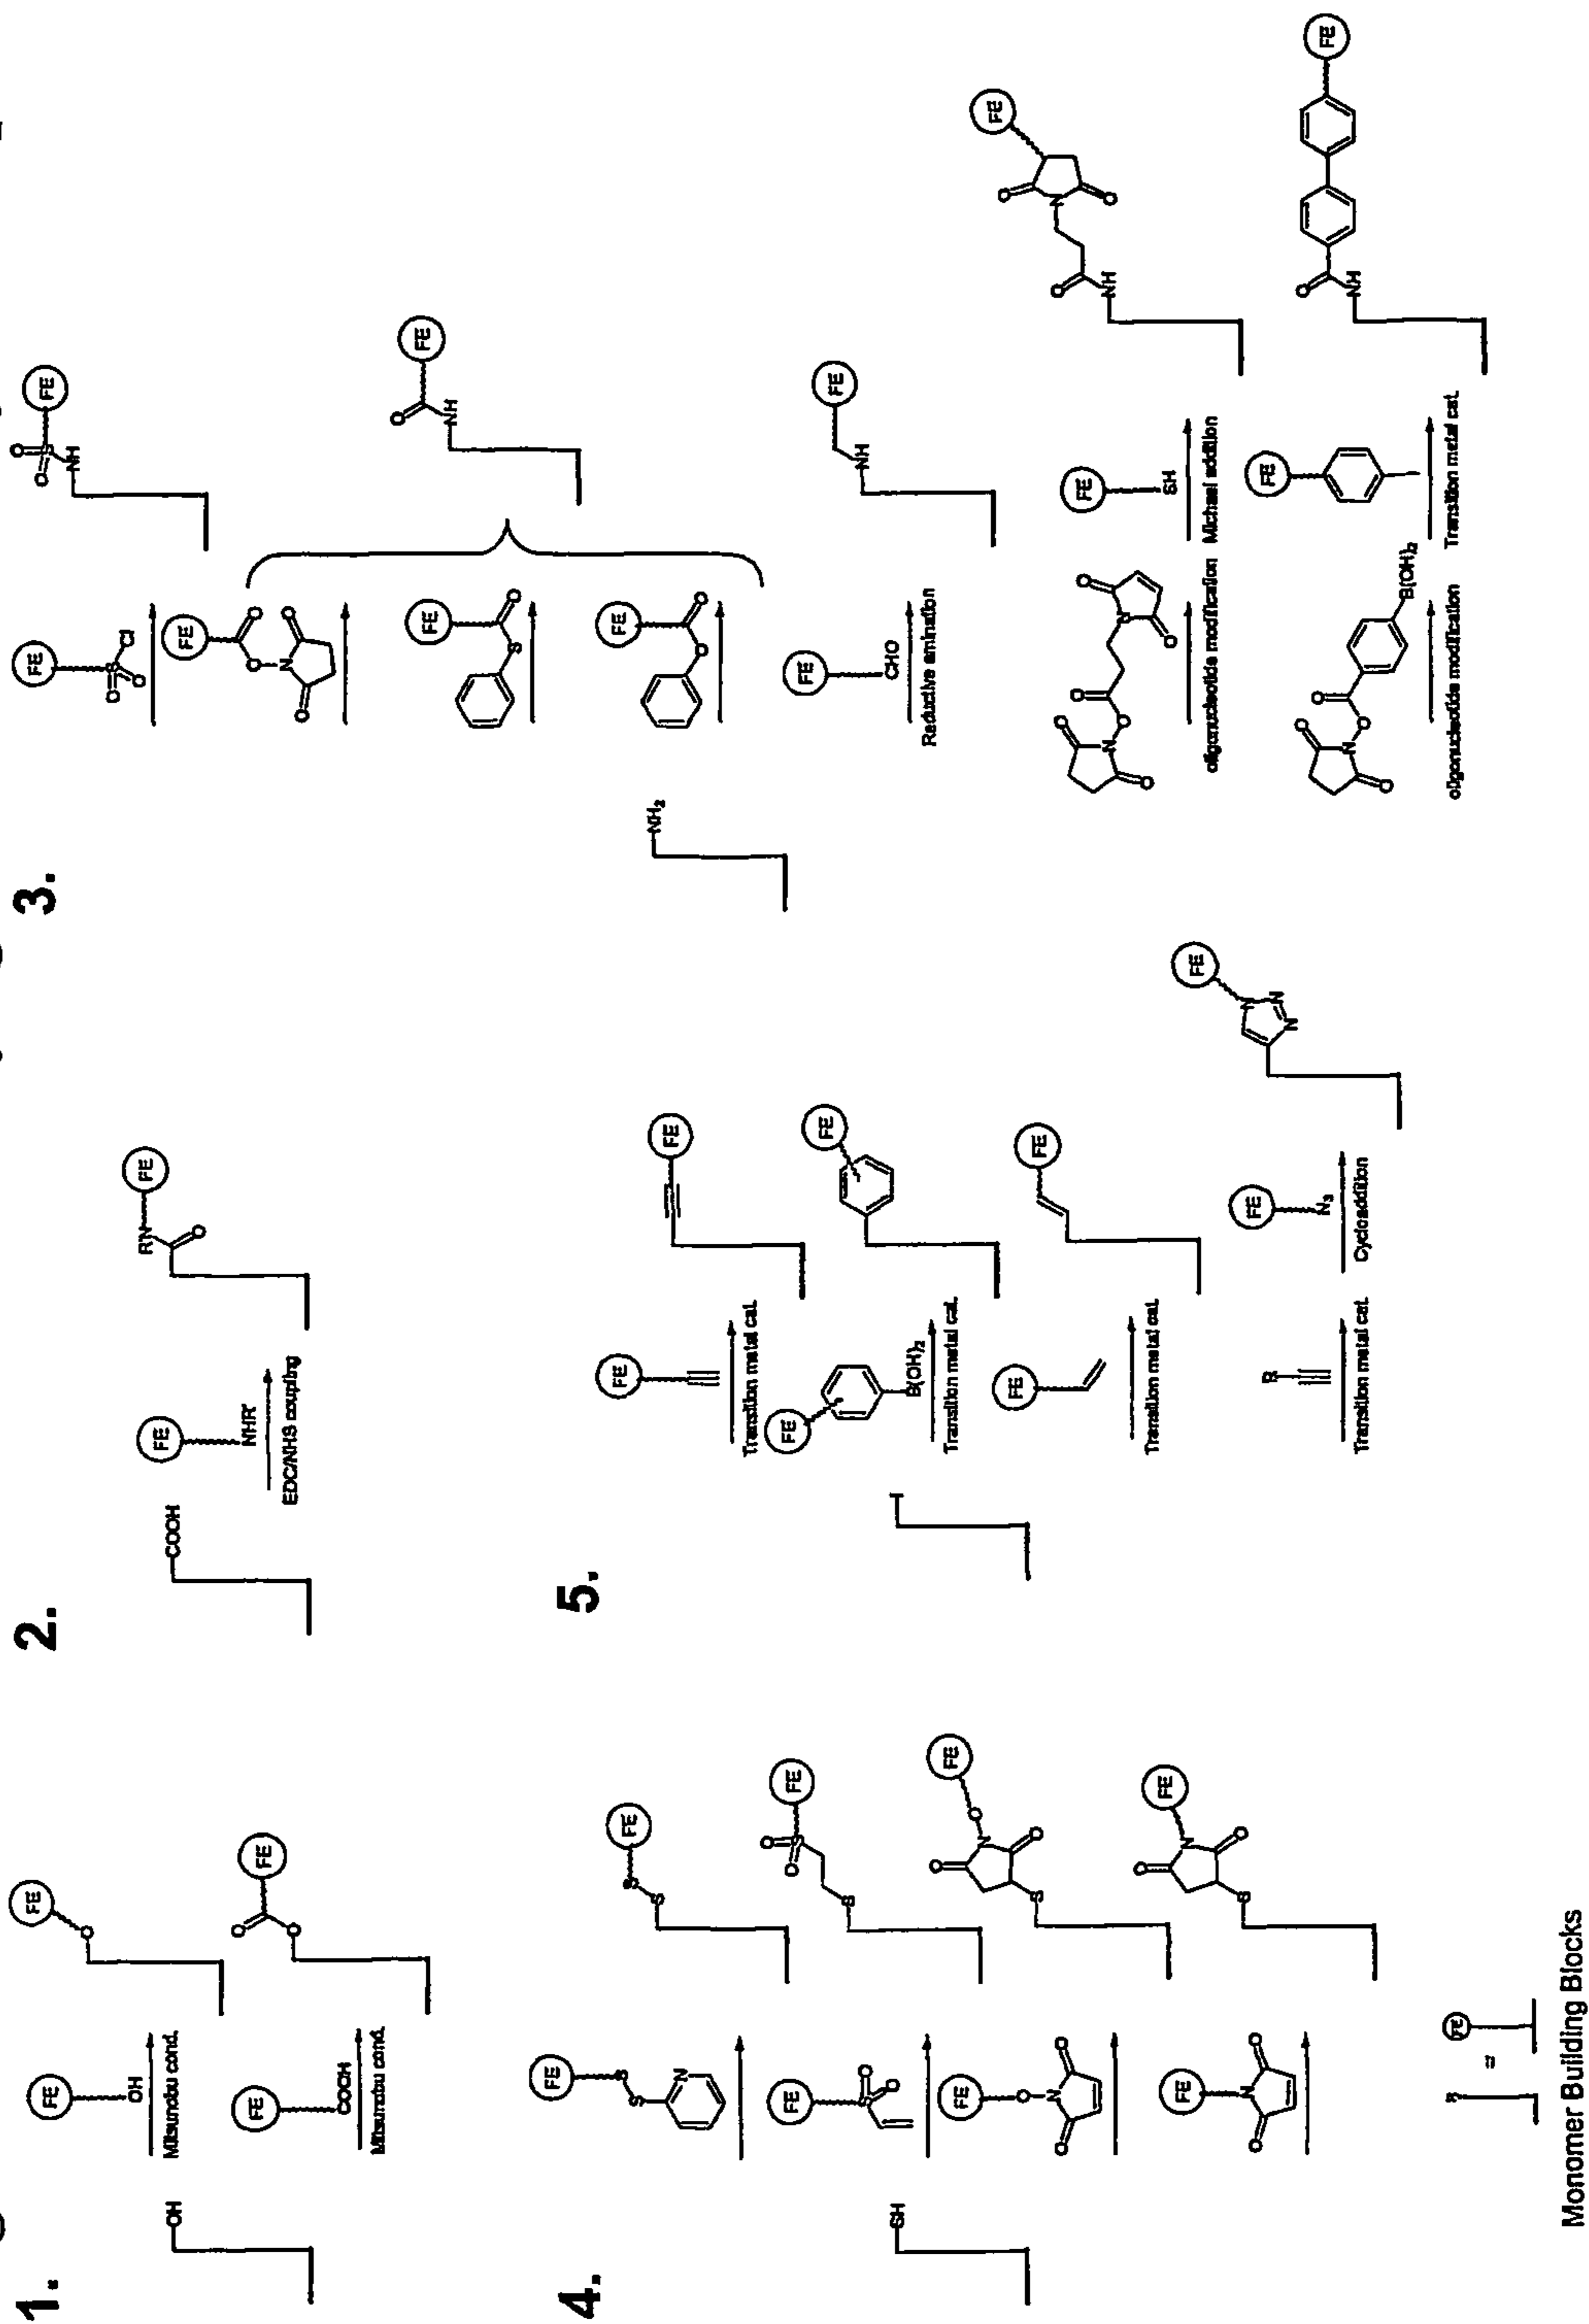 1.
OH
FE
OH
Mitsunobu cond.
FE
O
FE
COOH
Mitsunobu cond.
FE
O
O
2.
COOH
FE
NHR'
EDC/NHS coupling
R'N
FE
O
3.
NH2
FE
O
S
Cl
O
O
S
FE
O
NH
FE
O
O
N
O
O
FE
O
S
FE
O
O
O
FE
NH
FE
CHO
Reductive amination
FE
NH
O
N
O
O
O
O
N
O
oligonucleotide modification
FE
SH
Michael addition
O
NH
O
N
O
FE
O
N
O
O
O
B(OH)2
oligonucleotide modification
FE
I
Transition metal cat.
O
NH
FE
4.
SH
FE
S
S
N
S
S
FE
FE
S
O
O
S
O
S
O
FE
FE
O
O
N
O
S
O
N
O
O
FE
FE
O
N
O
S
O
N
O
FE
5.
I
FE
Transition metal cat.
FE
FE
B(OH)2
Transition metal cat.
FE
FE
Transition metal cat.
FE
R
Transition metal cat.
FE
N3
Cycloaddition
FE
N
N
N
=
FE
Monomer Building Blocks